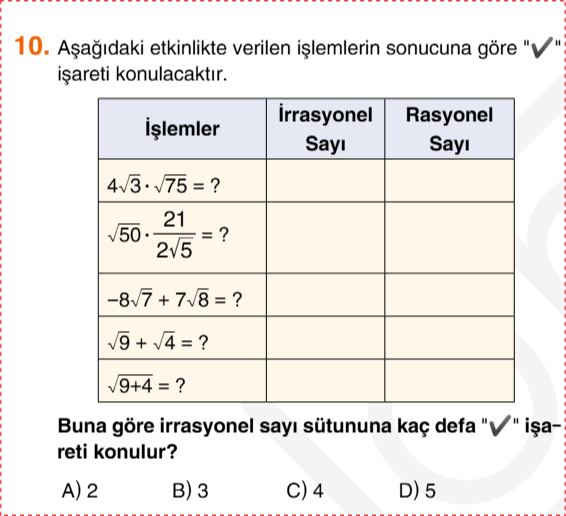 10. Aşağıdaki etkinlikte verilen işlemlerin sonucuna göre "✔"
işareti konulacaktır.
İşlemler | İrrasyonel Sayı | Rasyonel Sayı
4√3 · √75 = ?
√50 · 21/(2√5) = ?
−8√7 + 7√8 = ?
√9 + √4 = ?
√(9+4) = ?
Buna göre irrasyonel sayı sütununa kaç defa "✔" işa-
reti konulur?
A) 2 B) 3 C) 4 D) 5